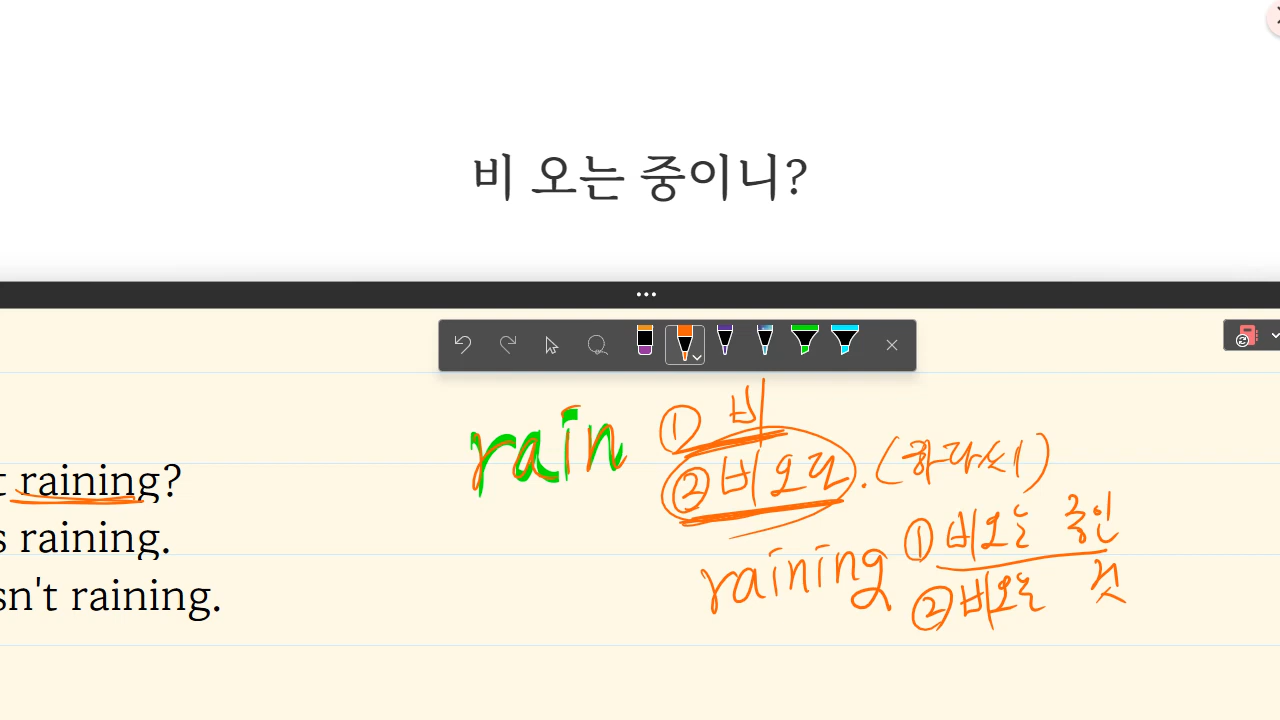 비 오는 중이니?
rain ① 비
② 비 오다. (하다씨)
t raining?
s raining.
raining ① 비오는 중인
② 비오는 것
sn't raining.